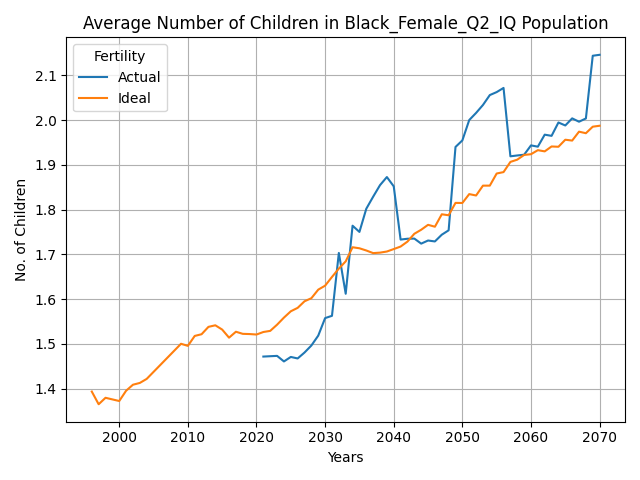 Average Number of Children in Black_Female_Q2_IQ Population
Fertility
Actual
Ideal
No. of Children
2.1
2.0
1.9
1.8
1.7
1.6
1.5
1.4
2000 2010 2020 2030 2040 2050 2060 2070
Years